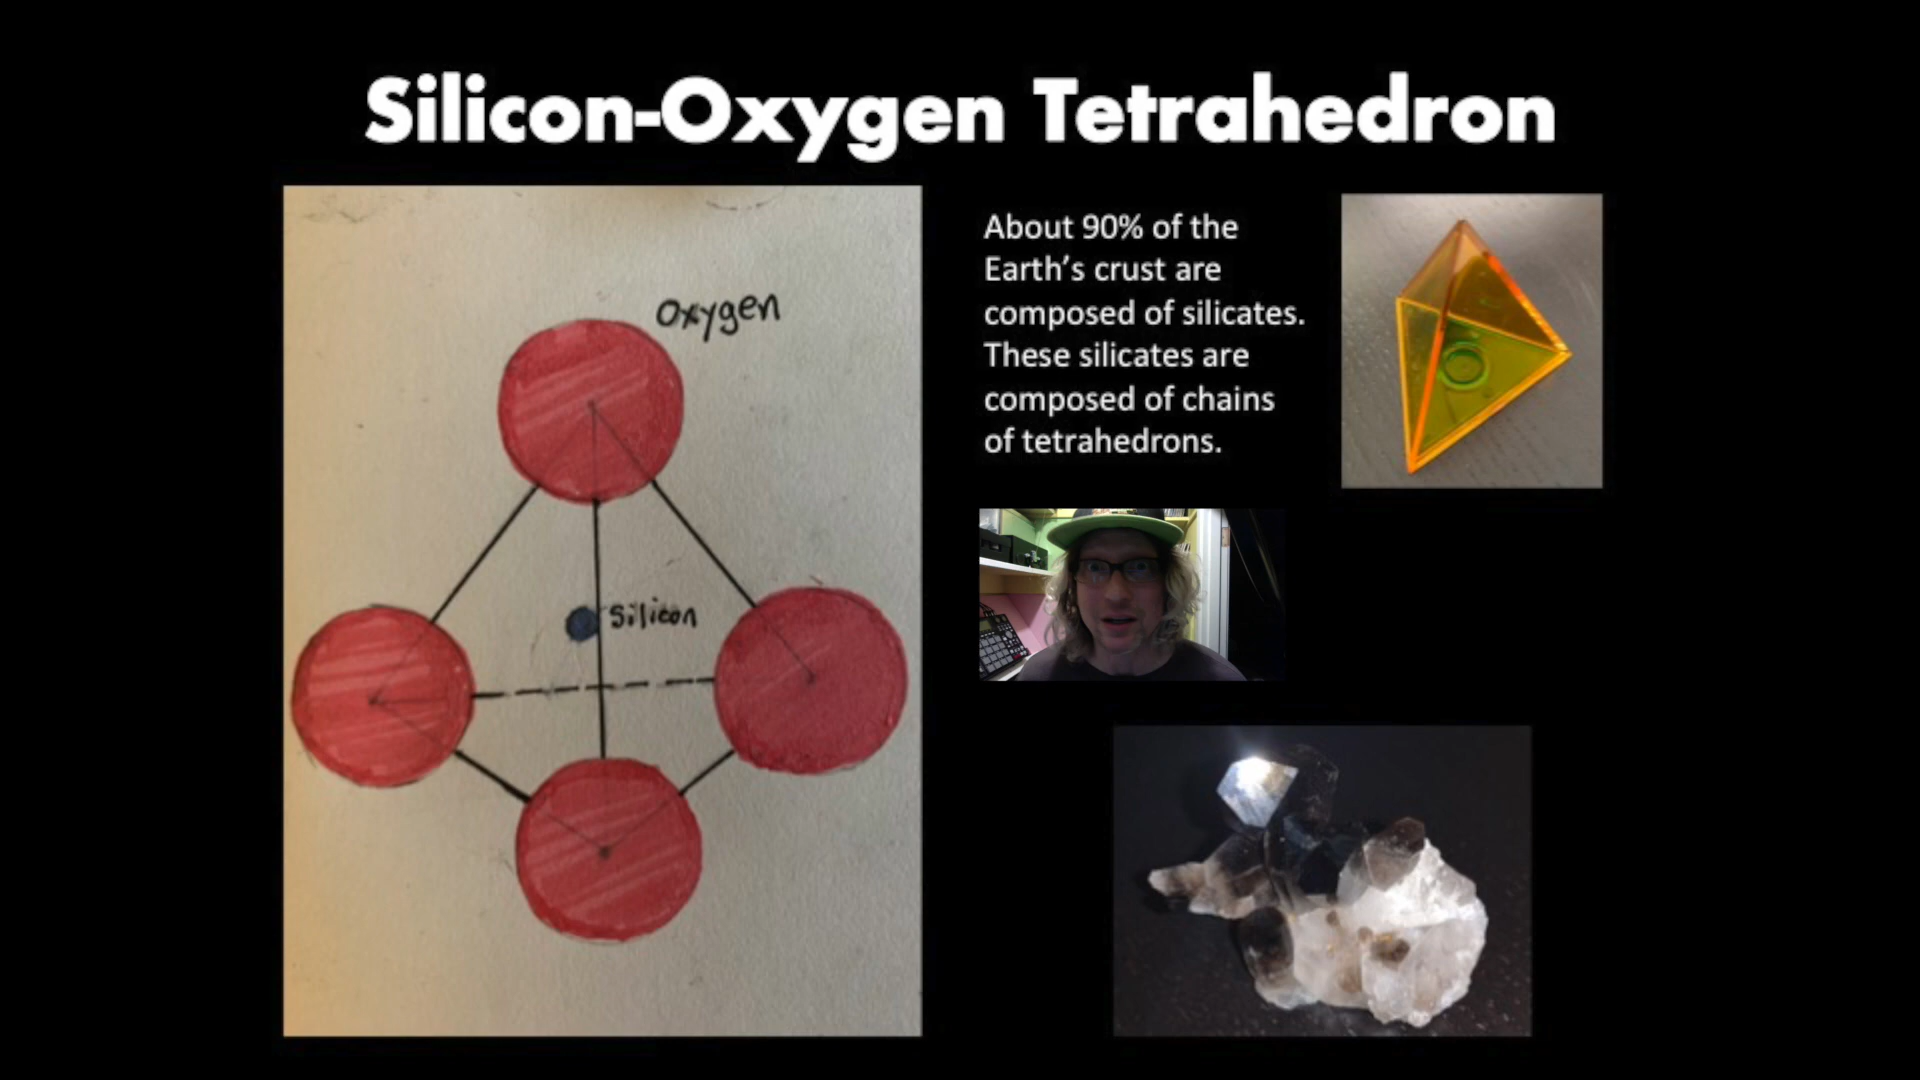 Silicon-Oxygen Tetrahedron
Oxygen
Silicon
About 90% of the
Earth’s crust are
composed of silicates.
These silicates are
composed of chains
of tetrahedrons.